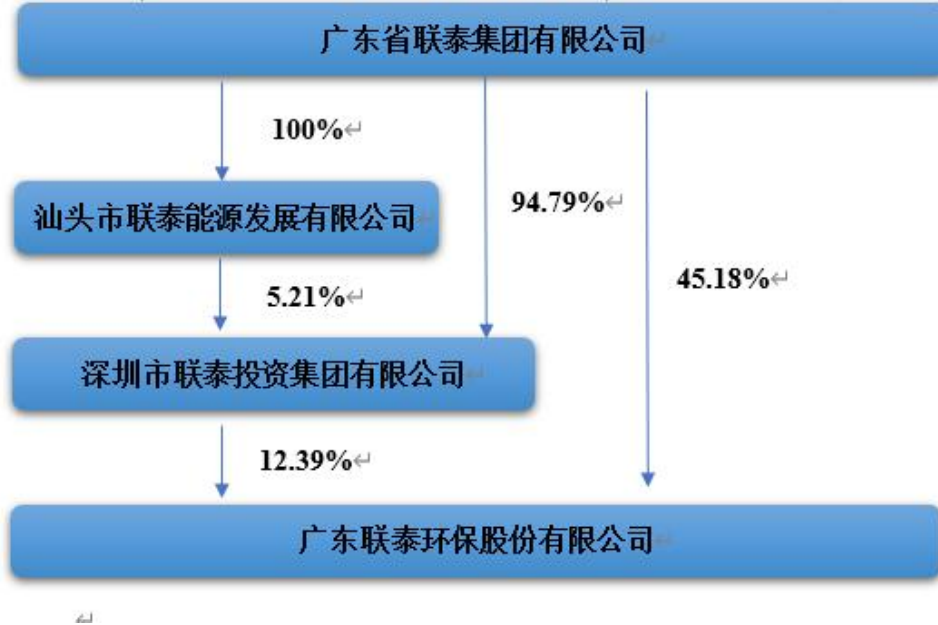 广东省联泰集团有限公司
100%
汕头市联泰能源发展有限公司
94.79%
5.21%
45.18%
深圳市联泰投资集团有限公司
12.39%
广东联泰环保股份有限公司